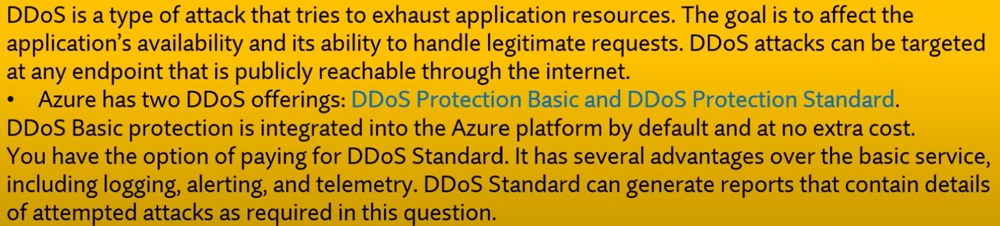 DDoS is a type of attack that tries to exhaust application resources. The goal is to affect the
application’s availability and its ability to handle legitimate requests. DDoS attacks can be targeted
at any endpoint that is publicly reachable through the internet.
• Azure has two DDoS offerings: DDoS Protection Basic and DDoS Protection Standard.
DDoS Basic protection is integrated into the Azure platform by default and at no extra cost.
You have the option of paying for DDoS Standard. It has several advantages over the basic service,
including logging, alerting, and telemetry. DDoS Standard can generate reports that contain details
of attempted attacks as required in this question.